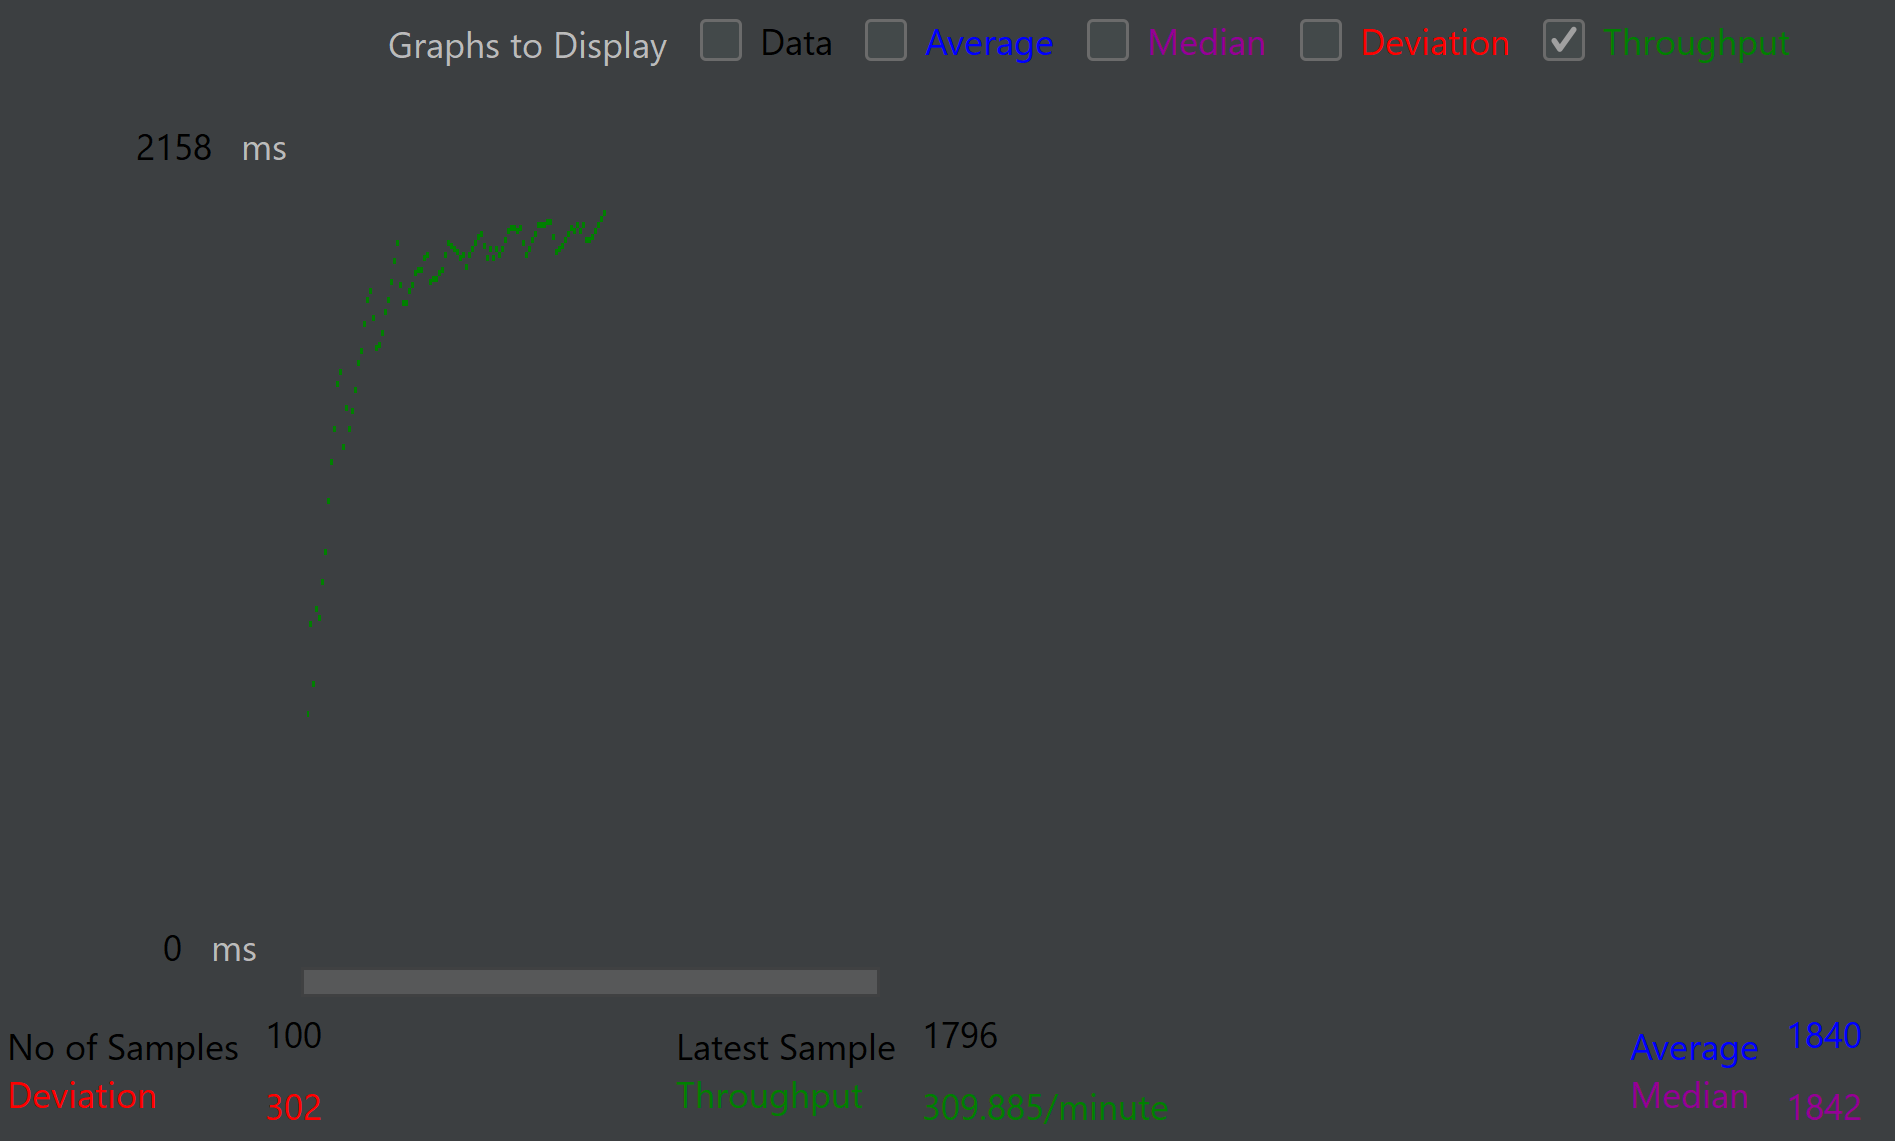 Graphs to Display Data Average Median Deviation Throughput
2158 ms
0 ms
No of Samples 100 Latest Sample 1796 Average 1840
Deviation 302 Throughput 309.885/minute Median 1842